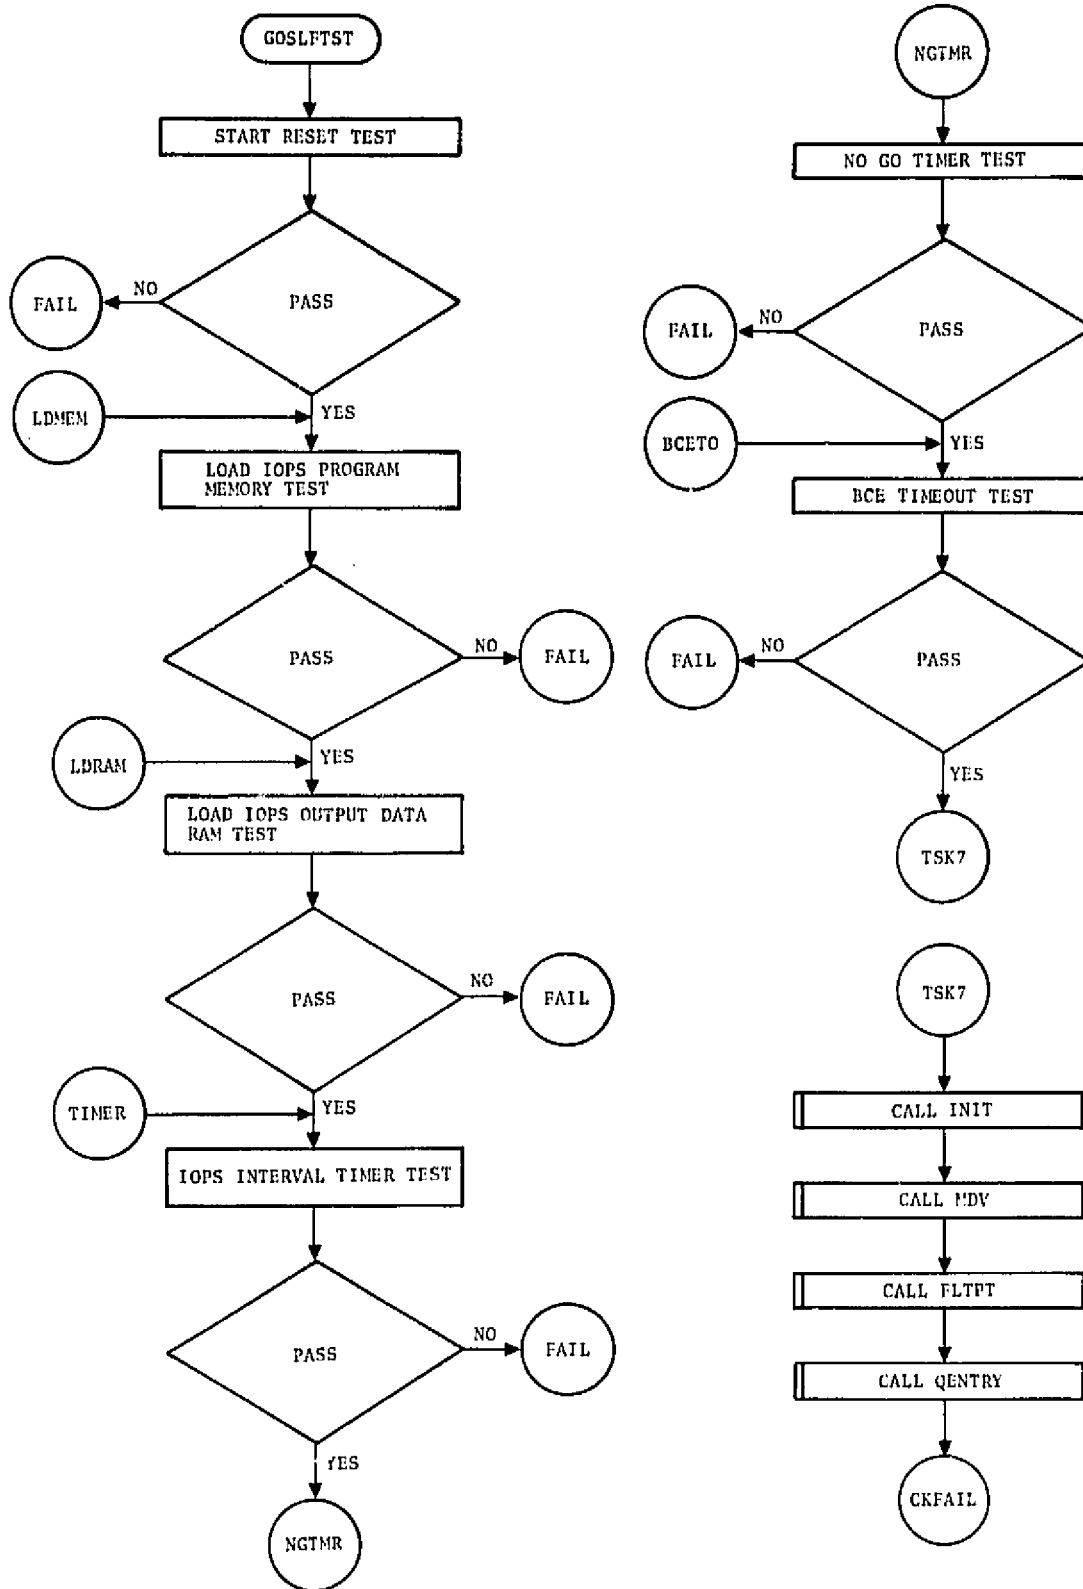 GOSLFTST
START RESET TEST
PASS
NO
FAIL
LDMEM
YES
LOAD IOPS PROGRAM
MEMORY TEST
PASS
NO
FAIL
LDRAM
YES
LOAD IOPS OUTPUT DATA
RAM TEST
PASS
NO
FAIL
TIMER
YES
IOPS INTERVAL TIMER TEST
PASS
NO
FAIL
YES
NGTMR
NGTMR
NO GO TIMER TEST
PASS
NO
FAIL
BCETO
YES
BCE TIMEOUT TEST
PASS
NO
FAIL
YES
TSK7
TSK7
CALL INIT
CALL MDV
CALL FLTPT
CALL QENTRY
CKFAIL